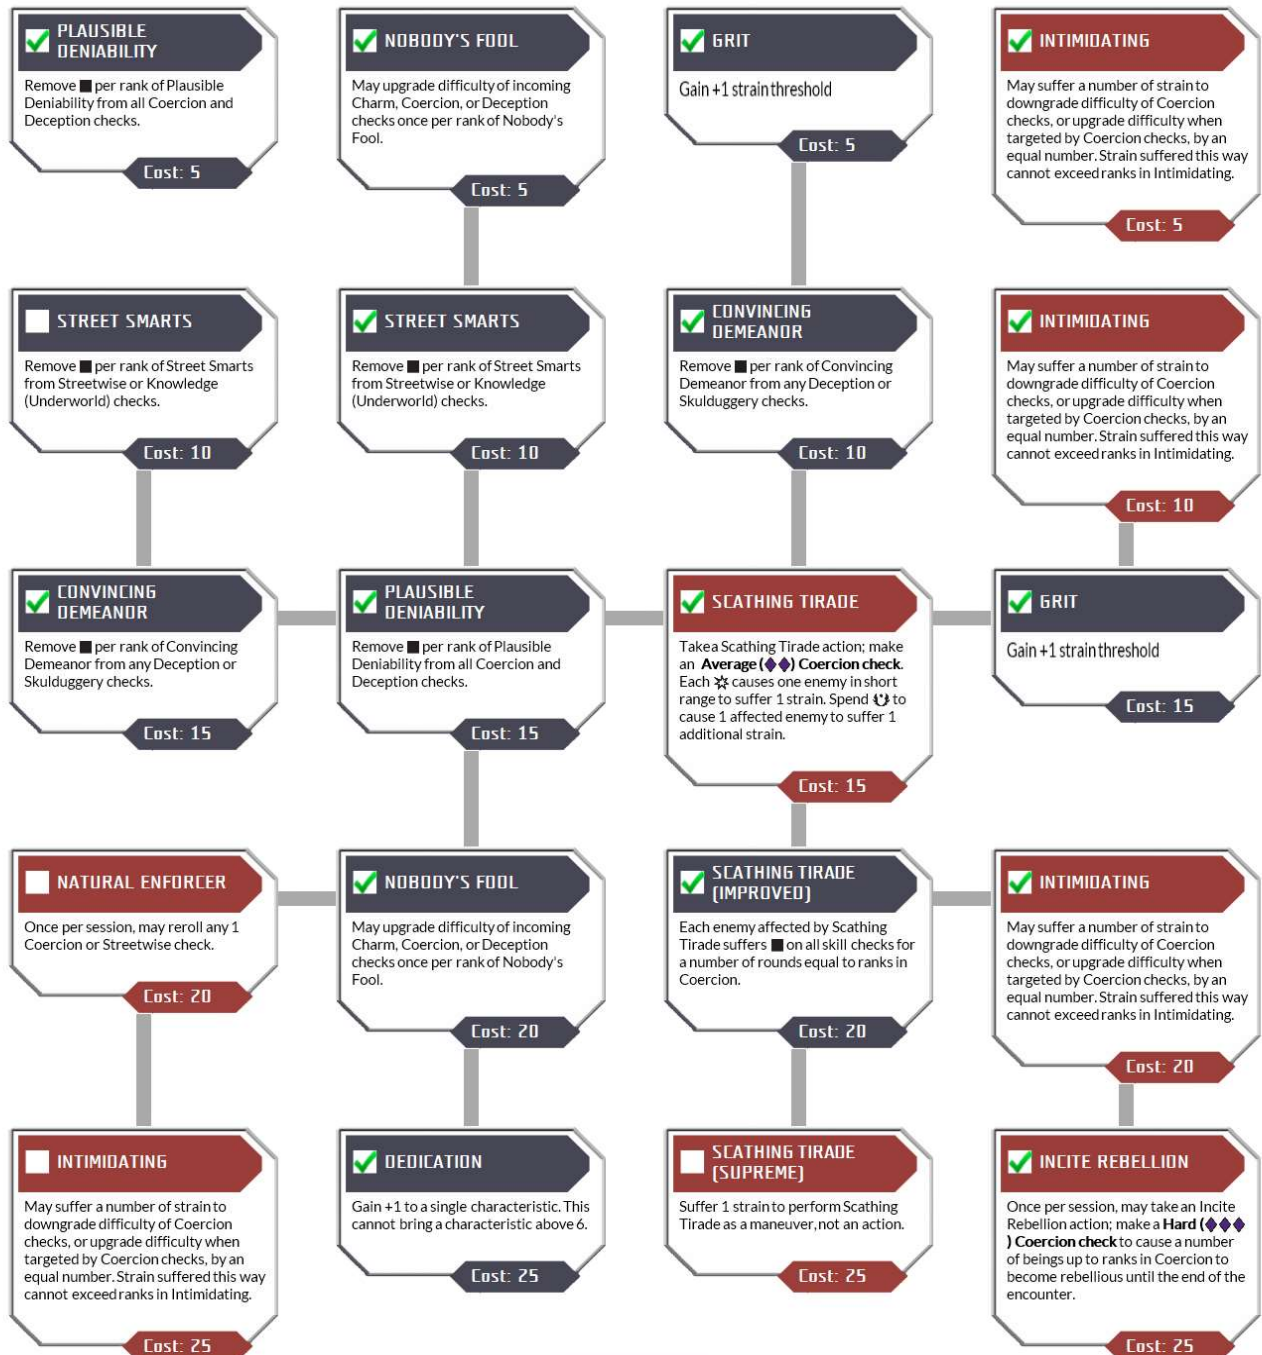 PLAUSIBLE
DENIABILITY
Remove ■ per rank of Plausible
Deniability from all Coercion and
Deception checks.
Cost: 5
NOBODY'S FOOL
May upgrade difficulty of incoming
Charm, Coercion, or Deception
checks once per rank of Nobody's
Fool.
Cost: 5
GRIT
Gain +1 strain threshold
Cost: 5
INTIMIDATING
May suffer a number of strain to
downgrade difficulty of Coercion
checks, or upgrade difficulty when
targeted by Coercion checks, by an
equal number. Strain suffered this way
cannot exceed ranks in Intimidating.
Cost: 5
STREET SMARTS
Remove ■ per rank of Street Smarts
from Streetwise or Knowledge
(Underworld) checks.
Cost: 10
STREET SMARTS
Remove ■ per rank of Street Smarts
from Streetwise or Knowledge
(Underworld) checks.
Cost: 10
CONVINCING
DEMEANOR
Remove ■ per rank of Convincing
Demeanor from any Deception or
Skulduggery checks.
Cost: 10
INTIMIDATING
May suffer a number of strain to
downgrade difficulty of Coercion
checks, or upgrade difficulty when
targeted by Coercion checks, by an
equal number. Strain suffered this way
cannot exceed ranks in Intimidating.
Cost: 10
CONVINCING
DEMEANOR
Remove ■ per rank of Convincing
Demeanor from any Deception or
Skulduggery checks.
Cost: 15
PLAUSIBLE
DENIABILITY
Remove ■ per rank of Plausible
Deniability from all Coercion and
Deception checks.
Cost: 15
SCATHING TIRADE
Take a Scathing Tirade action; make
an Average (◆◆) Coercion check.
Each causes one enemy in short
range to suffer 1 strain. Spend to
cause 1 affected enemy to suffer 1
additional strain.
Cost: 15
GRIT
Gain +1 strain threshold
Cost: 15
NATURAL ENFORCER
Once per session, may reroll any 1
Coercion or Streetwise check.
Cost: 20
NOBODY'S FOOL
May upgrade difficulty of incoming
Charm, Coercion, or Deception
checks once per rank of Nobody's
Fool.
Cost: 20
SCATHING TIRADE
(IMPROVED)
Each enemy affected by Scathing
Tirade suffers ■ on all skill checks for
a number of rounds equal to ranks in
Coercion.
Cost: 20
INTIMIDATING
May suffer a number of strain to
downgrade difficulty of Coercion
checks, or upgrade difficulty when
targeted by Coercion checks, by an
equal number. Strain suffered this way
cannot exceed ranks in Intimidating.
Cost: 20
INTIMIDATING
May suffer a number of strain to
downgrade difficulty of Coercion
checks, or upgrade difficulty when
targeted by Coercion checks, by an
equal number. Strain suffered this way
cannot exceed ranks in Intimidating.
Cost: 25
DEDICATION
Gain +1 to a single characteristic. This
cannot bring a characteristic above 6.
Cost: 25
SCATHING TIRADE
(SUPREME)
Suffer 1 strain to perform Scathing
Tirade as a maneuver, not an action.
Cost: 25
INCITE REBELLION
Once per session, may take an Incite
Rebellion action; make a Hard (◆◆◆
) Coercion check to cause a number
of beings up to ranks in Coercion to
become rebellious until the end of the
encounter.
Cost: 25